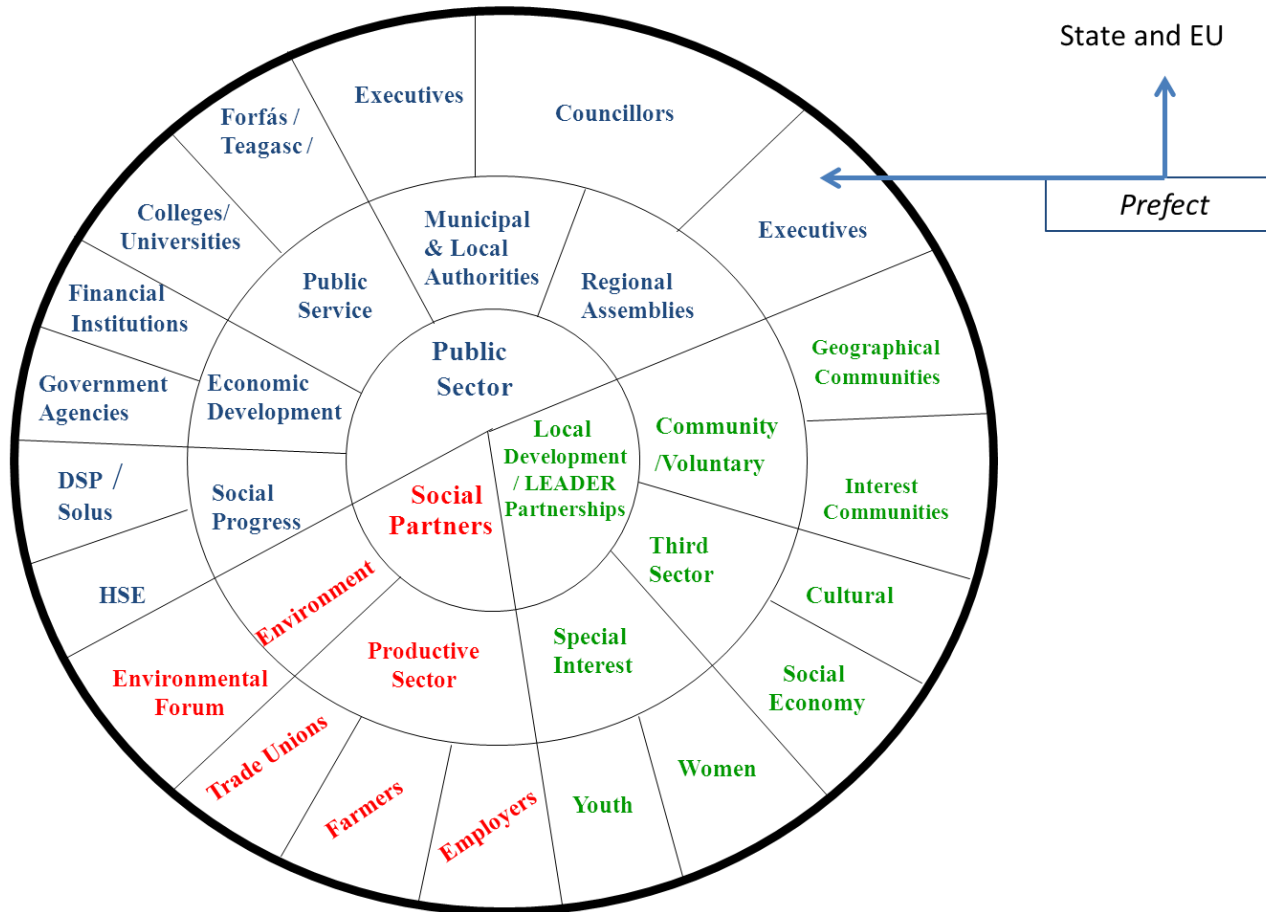 State and EU
Prefect
Executives
Councillors
Executives
Forfás /
Teagasc /
Colleges/
Universities
Financial
Institutions
Government
Agencies
DSP /
Solus
HSE
Municipal
& Local
Authorities
Regional
Assemblies
Public
Service
Economic
Development
Social
Progress
Public
Sector
Geographical
Communities
Interest
Communities
Cultural
Social
Economy
Women
Youth
Community
/Voluntary
Third
Sector
Special
Interest
Local
Development
/ LEADER
Partnerships
Social
Partners
Environment
Productive
Sector
Environmental
Forum
Trade Unions
Farmers
Employers